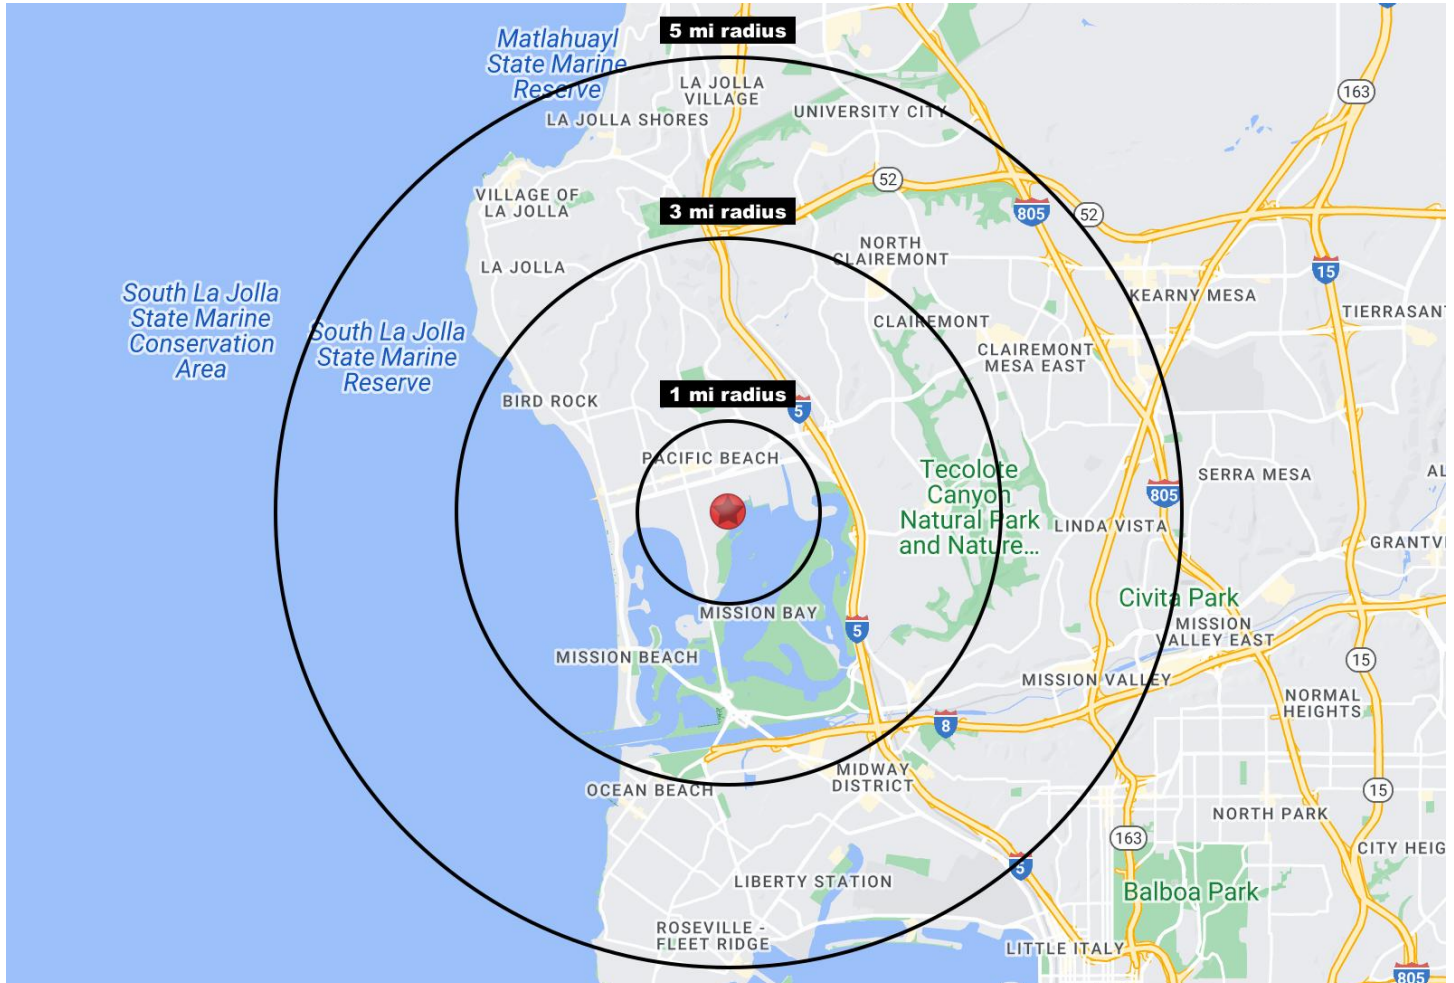 5 mi radius
Matlahuayl
State Marine
Reserve
LA JOLLA
VILLAGE
163
UNIVERSITY CITY
LA JOLLA SHORES
52
VILLAGE OF
LA JOLLA
3 mi radius
805
52
NORTH
CLAIREMONT
LA JOLLA
15
South La Jolla
State Marine
Conservation
Area
KEARNY MESA
TIERRASANT
South La Jolla
State Marine
Reserve
CLAIREMONT
CLAIREMONT
MESA EAST
1 mi radius
5
BIRD ROCK
PACIFIC BEACH
Tecolote
Canyon
Natural Park
and Nature...
SERRA MESA
AL
805
LINDA VISTA
GRANTV
Civita Park
MISSION BAY
5
MISSION
VALLEY EAST
MISSION BEACH
15
MISSION VALLEY
NORMAL
HEIGHTS
8
MIDWAY
DISTRICT
OCEAN BEACH
15
NORTH PARK
163
CITY HEIG
5
LIBERTY STATION
Balboa Park
ROSEVILLE -
FLEET RIDGE
LITTLE ITALY
805